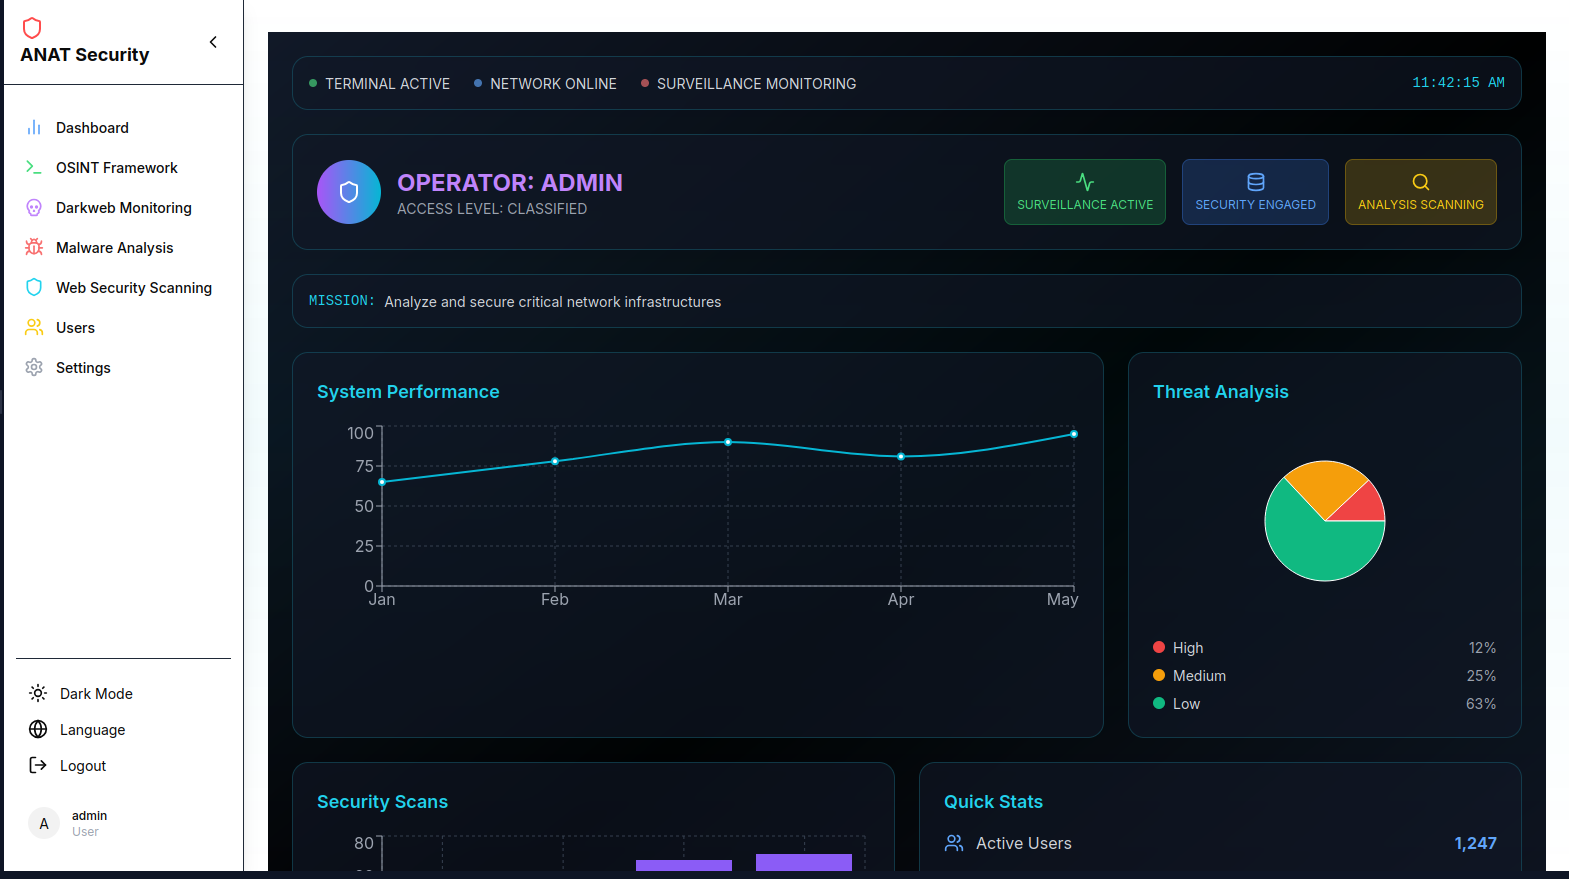 ANAT Security
Dashboard
OSINT Framework
Darkweb Monitoring
Malware Analysis
Web Security Scanning
Users
Settings
Dark Mode
Language
Logout
A
admin
User
TERMINAL ACTIVE
NETWORK ONLINE
SURVEILLANCE MONITORING
11:42:15 AM
OPERATOR: ADMIN
ACCESS LEVEL: CLASSIFIED
SURVEILLANCE ACTIVE
SECURITY ENGAGED
ANALYSIS SCANNING
MISSION: Analyze and secure critical network infrastructures
System Performance
100
75
50
25
0
Jan Feb Mar Apr May
Threat Analysis
High 12%
Medium 25%
Low 63%
Security Scans
80
Quick Stats
Active Users 1,247